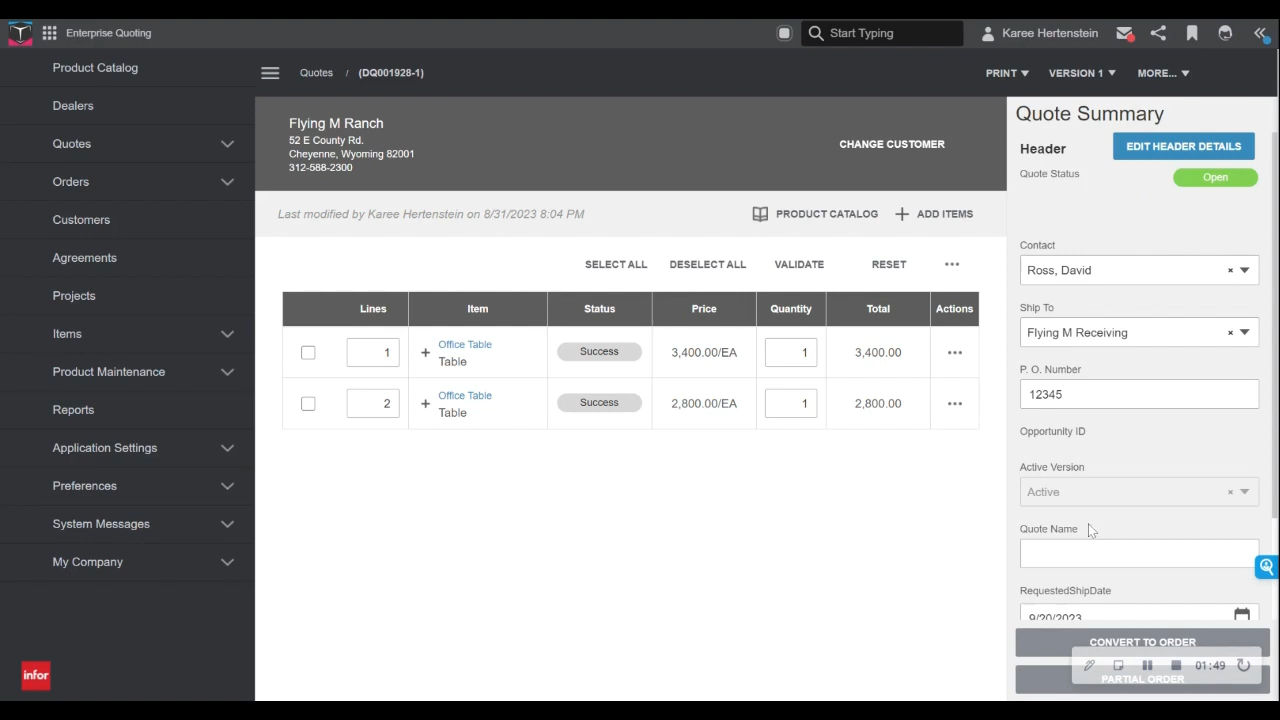 Enterprise Quoting
Start Typing
Karee Hertenstein
Product Catalog
Dealers
Quotes
Orders
Customers
Agreements
Projects
Items
Product Maintenance
Reports
Application Settings
Preferences
System Messages
My Company
infor
Quotes / (DQ001928-1)
PRINT VERSION 1 MORE...
Flying M Ranch
52 E County Rd.
Cheyenne, Wyoming 82001
312-588-2300
CHANGE CUSTOMER
Last modified by Karee Hertenstein on 8/31/2023 8:04 PM
PRODUCT CATALOG
+ ADD ITEMS
SELECT ALL DESELECT ALL VALIDATE RESET ...
Lines Item Status Price Quantity Total Actions
1 + Office Table Success 3,400.00/EA 1 3,400.00 ...
Table
2 + Office Table Success 2,800.00/EA 1 2,800.00 ...
Table
Quote Summary
Header
EDIT HEADER DETAILS
Quote Status
Open
Contact
Ross, David ×
Ship To
Flying M Receiving ×
P. O. Number
12345
Opportunity ID
Active Version
Active ×
Quote Name
RequestedShipDate
9/20/2023
CONVERT TO ORDER
01:49
PARTIAL ORDER